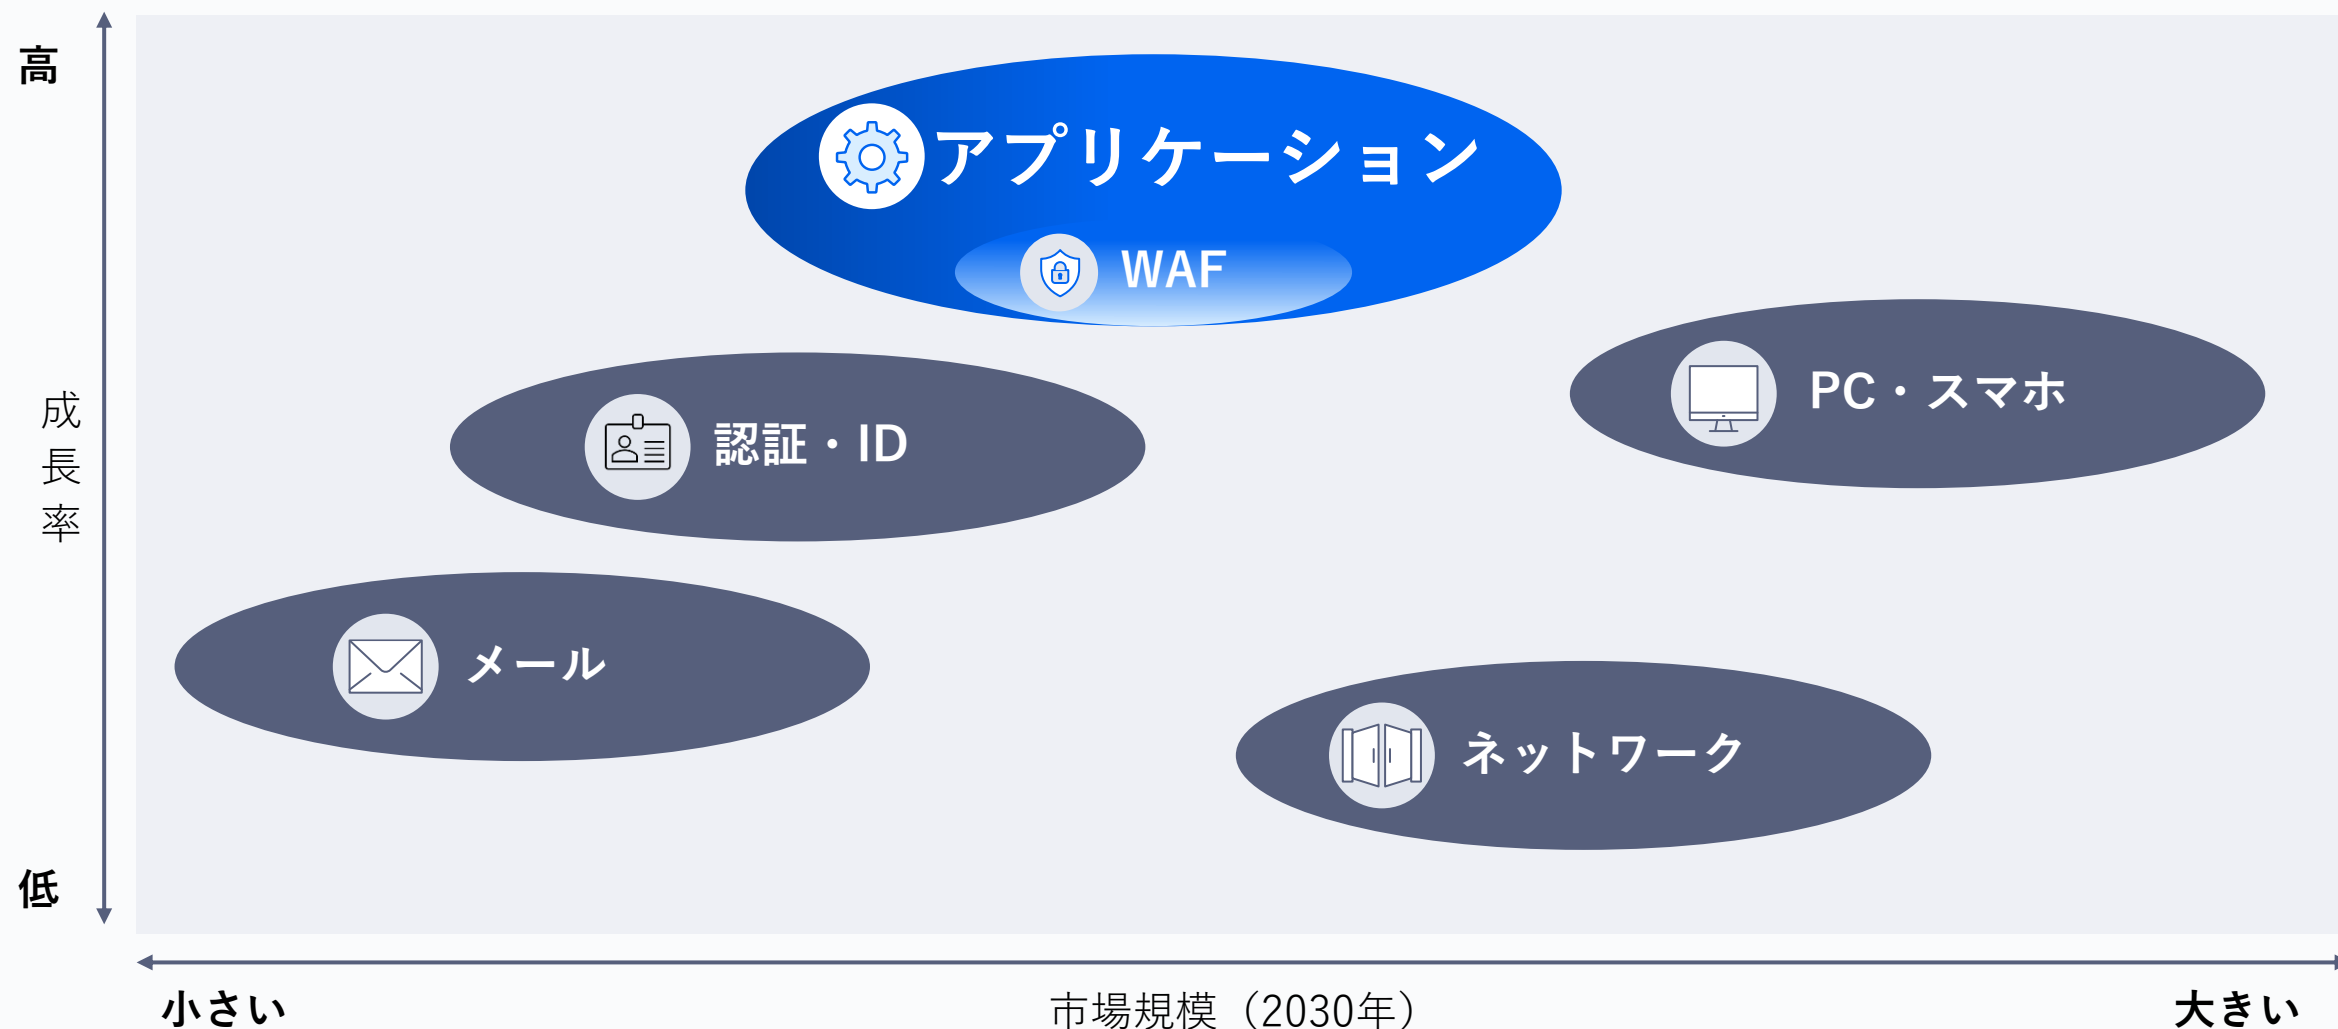 高
アプリケーション
WAF
PC・スマホ
成長率
認証・ID
メール
ネットワーク
低
小さい
市場規模（2030年）
大きい